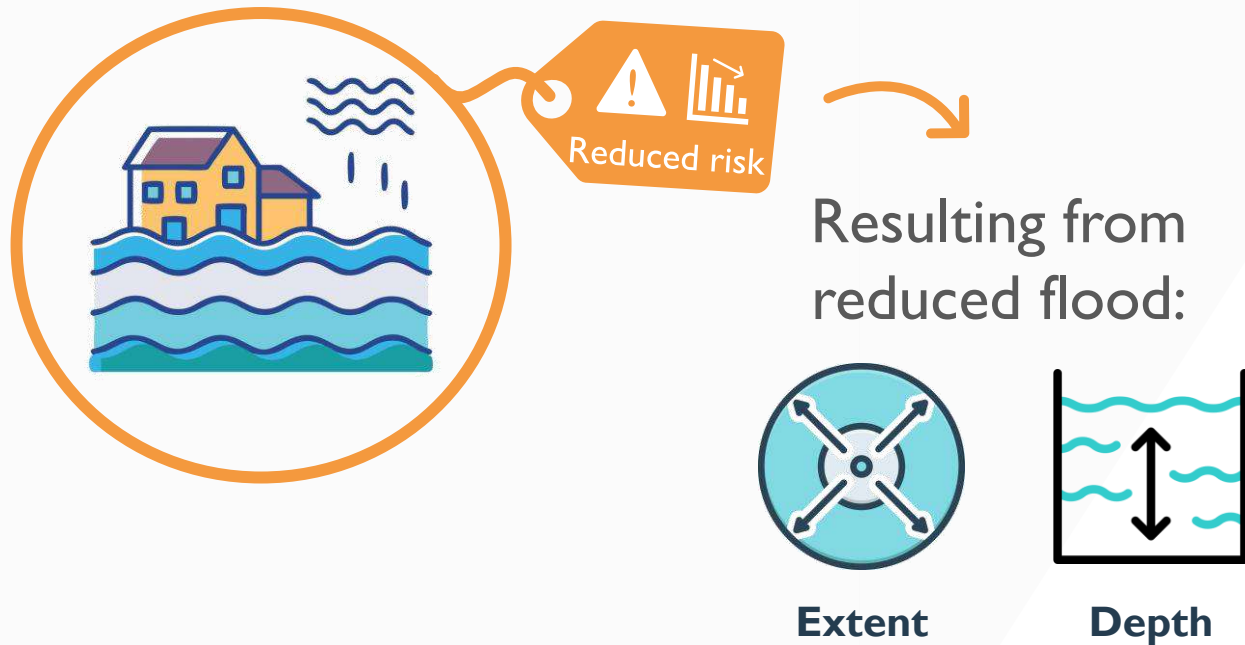 Reduced risk
Resulting from
reduced flood:
Extent
Depth